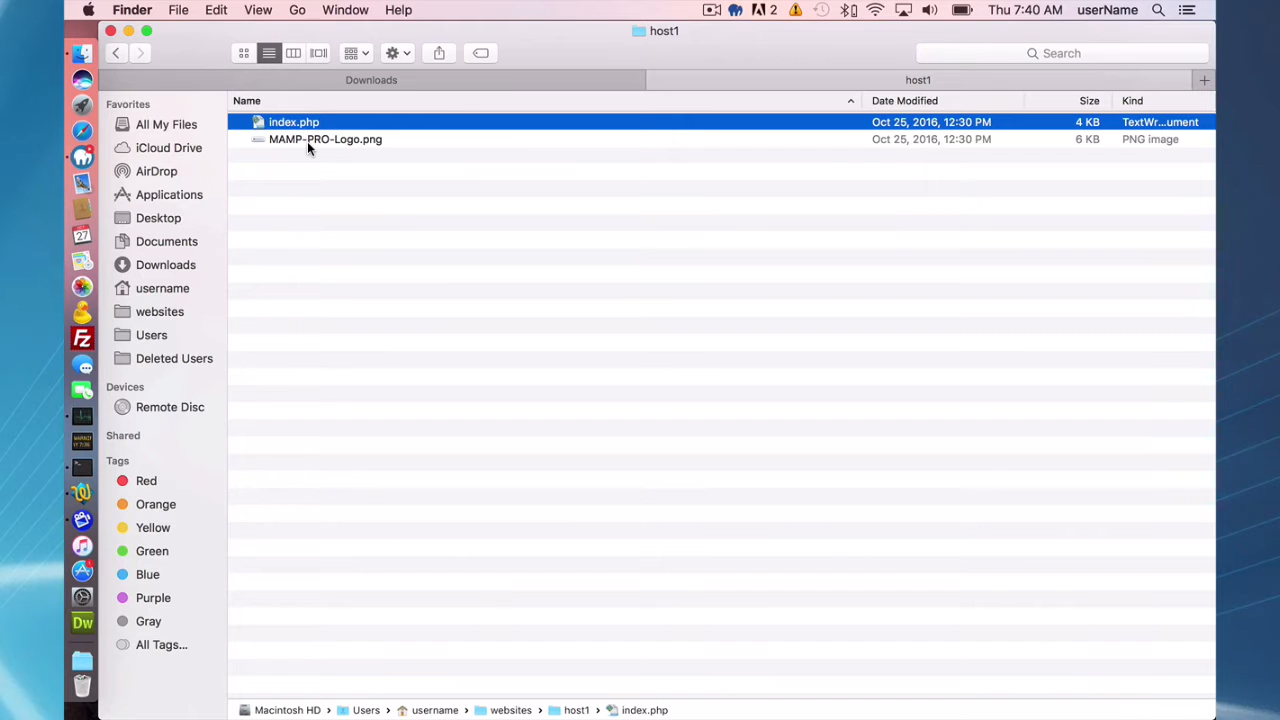 Finder File Edit View Go Window Help 2 Thu 7:40 AM userName
host1
Search
Downloads host1 +
Favorites
All My Files
iCloud Drive
AirDrop
Applications
Desktop
Documents
Downloads
username
websites
Users
Deleted Users
Devices
Remote Disc
Shared
Tags
Red
Orange
Yellow
Green
Blue
Purple
Gray
All Tags...
Name Date Modified Size Kind
index.php Oct 25, 2016, 12:30 PM 4 KB TextWr...ument
MAMP-PRO-Logo.png Oct 25, 2016, 12:30 PM 6 KB PNG image
27
Fz
Dw
Macintosh HD Users username websites host1 index.php